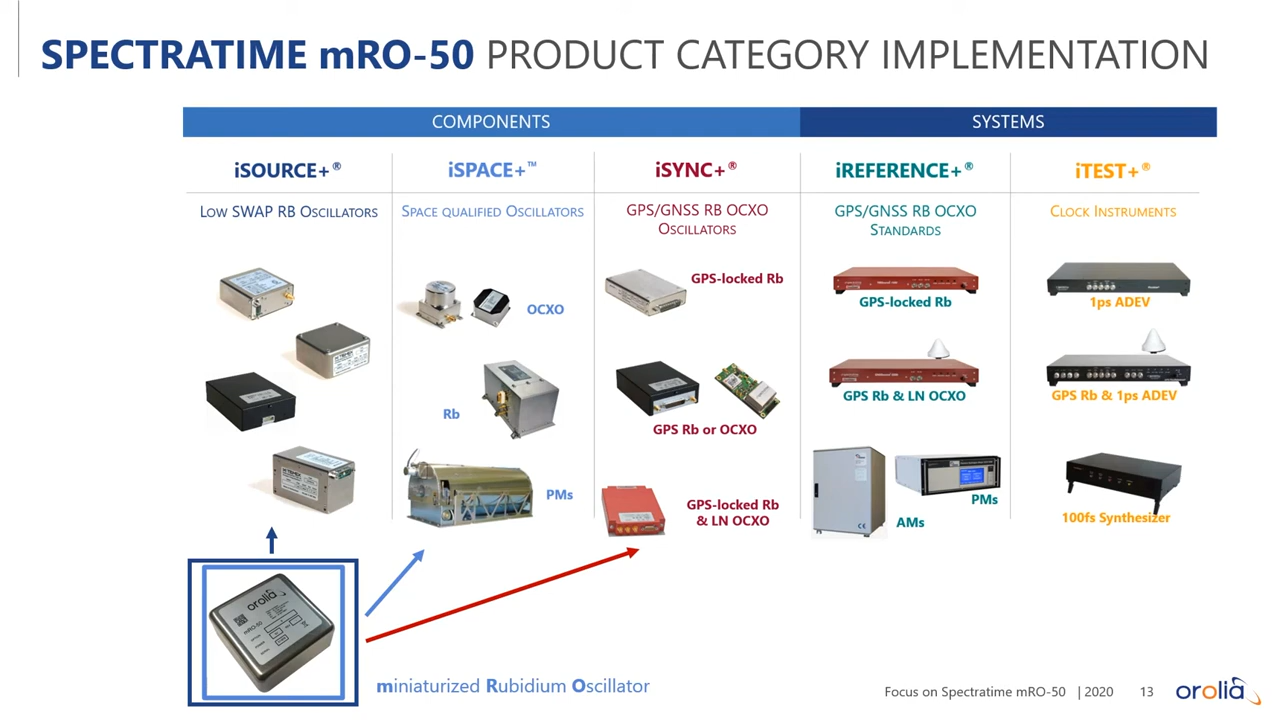 SPECTRATIME mRO-50 PRODUCT CATEGORY IMPLEMENTATION
COMPONENTS
SYSTEMS
iSOURCE+®
iSPACE+™
iSYNC+®
iREFERENCE+®
iTEST+®
LOW SWAP RB OSCILLATORS
SPACE QUALIFIED OSCILLATORS
GPS/GNSS RB OCXO
OSCILLATORS
GPS/GNSS RB OCXO
STANDARDS
CLOCK INSTRUMENTS
OCXO
Rb
PMs
GPS-locked Rb
GPS Rb or OCXO
GPS-locked Rb
& LN OCXO
GPS-locked Rb
GPS Rb & LN OCXO
AMs
PMs
1ps ADEV
GPS Rb & 1ps ADEV
100fs Synthesizer
orolia
mRO-50
miniaturized Rubidium Oscillator
Focus on Spectratime mRO-50 | 2020
13
orolia